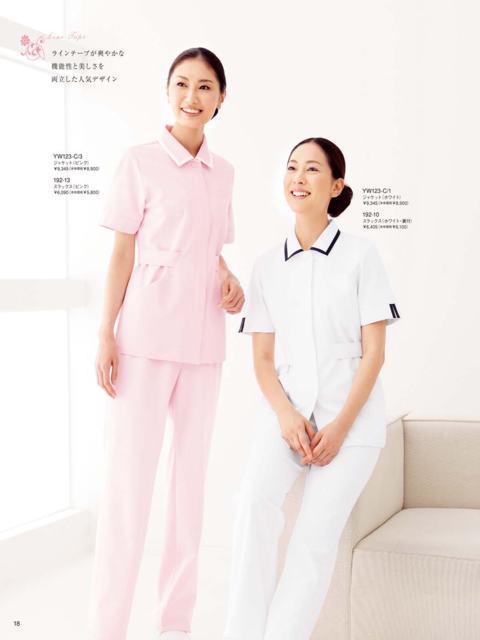 Line Tape
ラインテープが爽やかな
機能性と美しさを
両立した人気デザイン
YW123-C/3
ジャケット(ピンク)
¥9,345(本体価格¥8,900)
192-13
スラックス(ピンク)
¥6,090(本体価格¥5,800)
YW123-C/1
ジャケット(ホワイト)
¥9,345(本体価格¥8,900)
192-10
スラックス(ホワイト・裏付)
¥6,405(本体価格¥6,100)
18